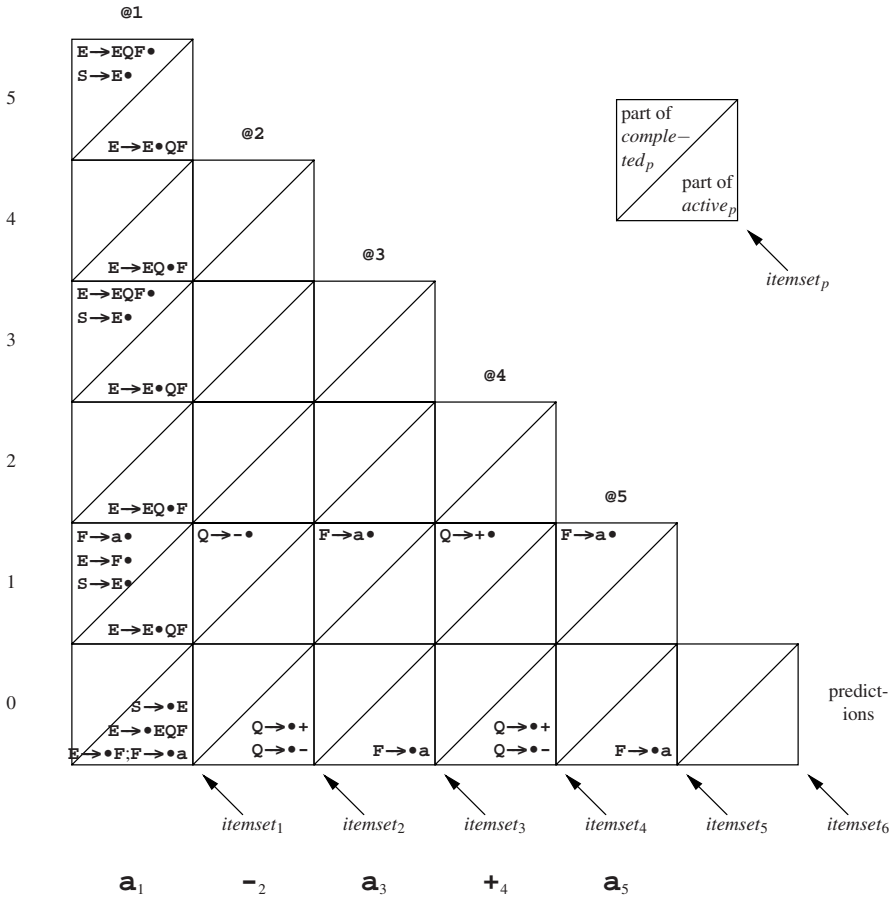 @1
E→EQF•
S→E•
5
E→E•QF
@2
part of
comple–
tedp
part of
activep
4
E→EQ•F
@3
itemsetp
E→EQF•
S→E•
3
E→E•QF
@4
2
E→EQ•F
@5
F→a•
Q→-•
F→a•
Q→+•
F→a•
E→F•
S→E•
1
E→E•QF
0
S→•E
E→•EQF
E→•F;F→•a
Q→•+
Q→•-
F→•a
Q→•+
Q→•-
F→•a
predict-
ions
itemset1 itemset2 itemset3 itemset4 itemset5 itemset6
a1 -2 a3 +4 a5